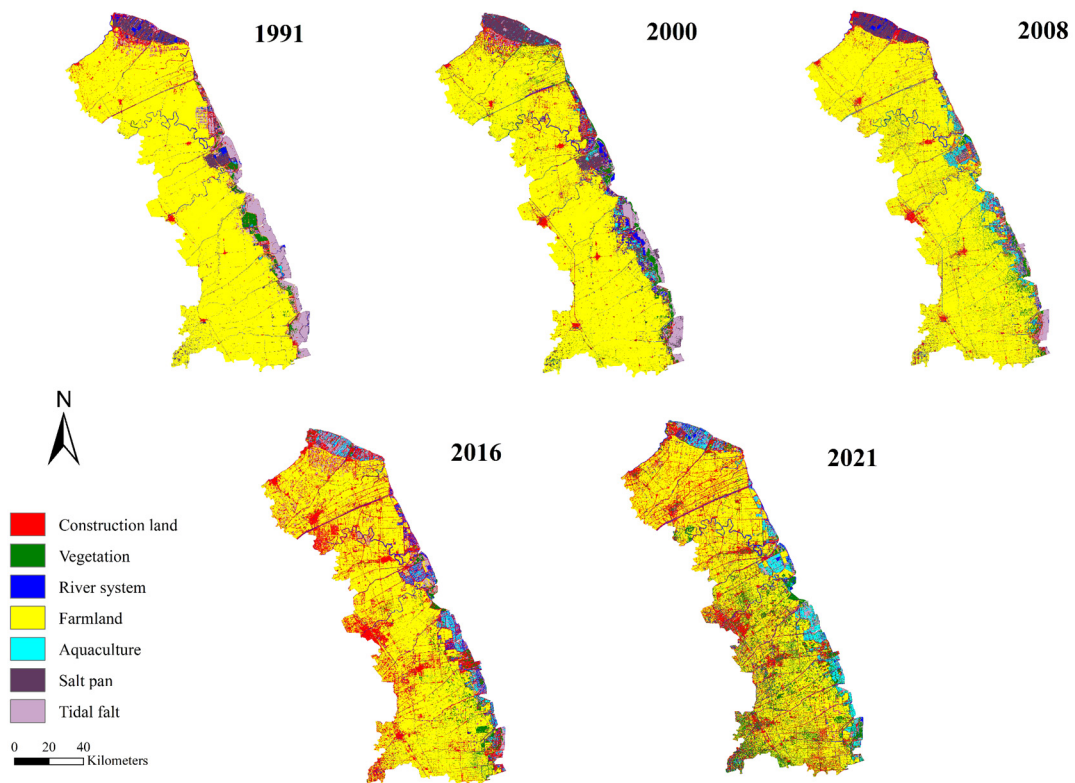 1991
2000
2008
2016
2021
N
Construction land
Vegetation
River system
Farmland
Aquaculture
Salt pan
Tidal falt
0 20 40
Kilometers